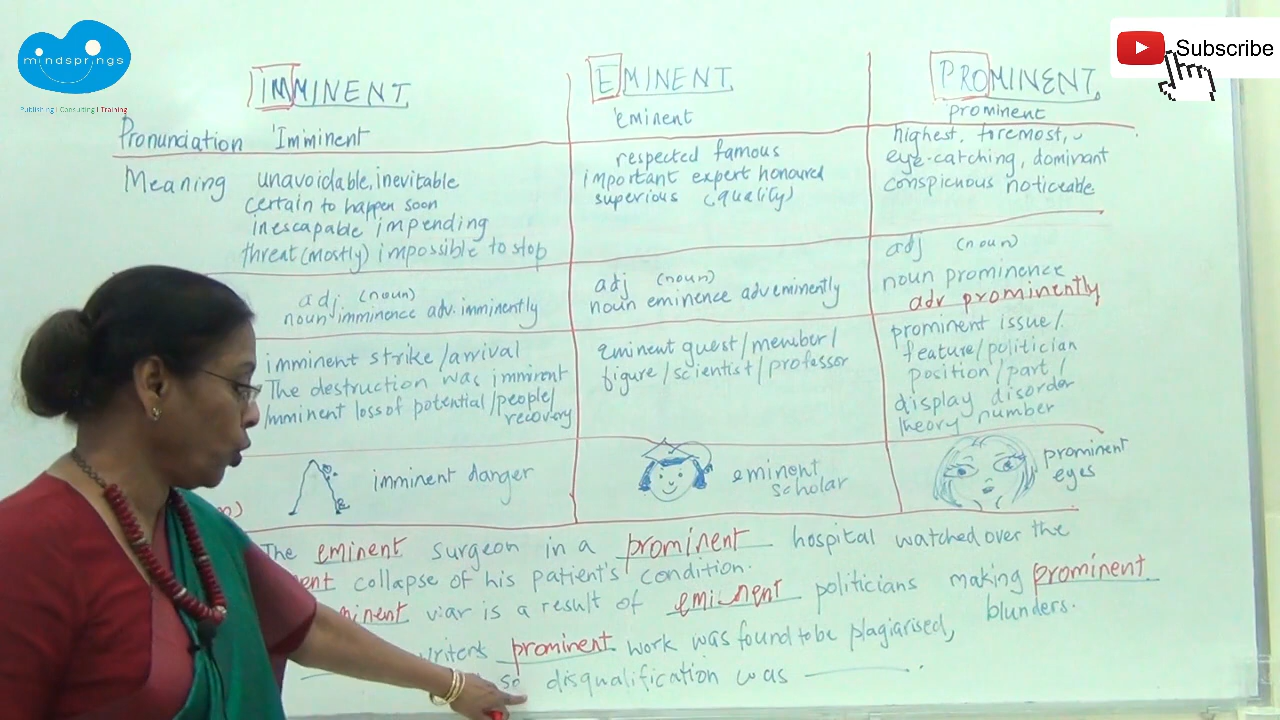 mindsprings
Publishing | Consulting | Training
Subscribe
IMMINENT EMINENT PROMINENT
Pronunciation 'Imminent 'eminent prominent
Meaning unavoidable, inevitable
certain to happen soon
inescapable impending
threat (mostly) impossible to stop
respected famous
important expert honoured
superious (quality)
highest, foremost,
eye-catching, dominant
conspicuous noticeable
adj. (noun)
noun imminence adv. imminently
adj (noun)
noun eminence adv eminently
adj (noun)
noun prominence
adv prominently
imminent strike / arrival
The destruction was imminent
imminent loss of potential / people /
recovery
eminent guest / member /
figure / scientist / professor
prominent issue /
feature / politician
position / part /
display disorder
theory number
imminent danger
eminent
scholar
prominent
eyes
The eminent surgeon in a prominent hospital watched over the
collapse of his patient's condition.
war is a result of eminent politicians making prominent
blunders.
writers prominent work was found to be plagiarised,
so disqualification was